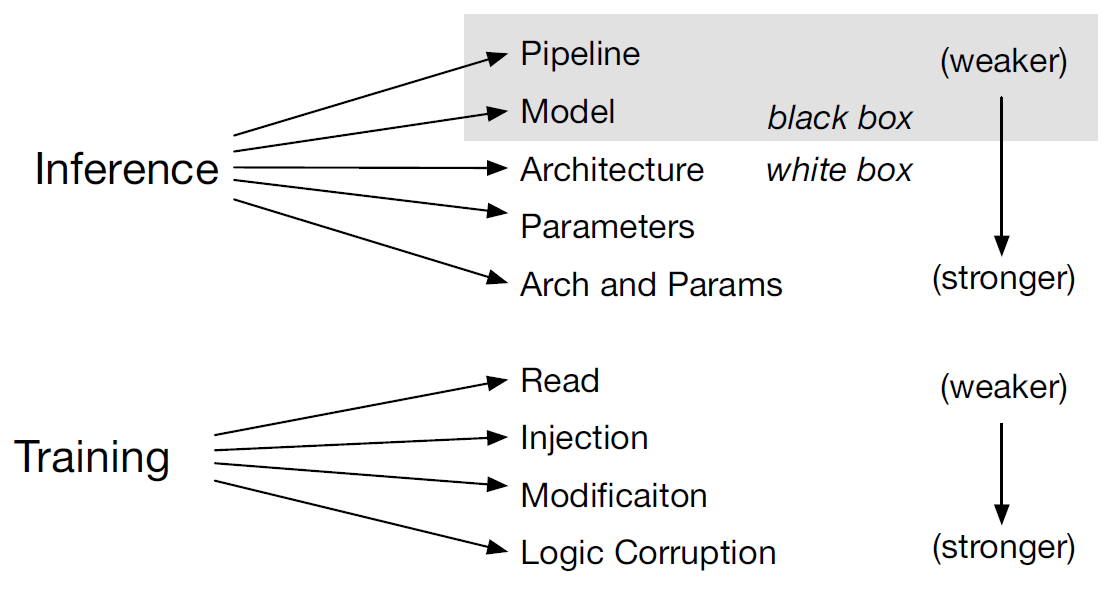 Pipeline (weaker)
Model black box
Inference Architecture white box
Parameters
Arch and Params (stronger)
Read (weaker)
Injection
Training
Modificaiton
Logic Corruption (stronger)